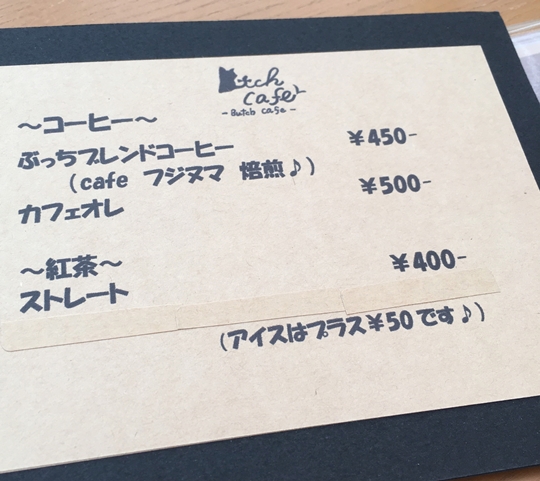 Butch
cafe
- Butch cafe -
～コーヒー～
ぶっちブレンドコーヒー ¥450-
(cafe フジヌマ 焙煎♪)
カフェオレ ¥500-
～紅茶～
ストレート ¥400-
(アイスはプラス¥50です♪)